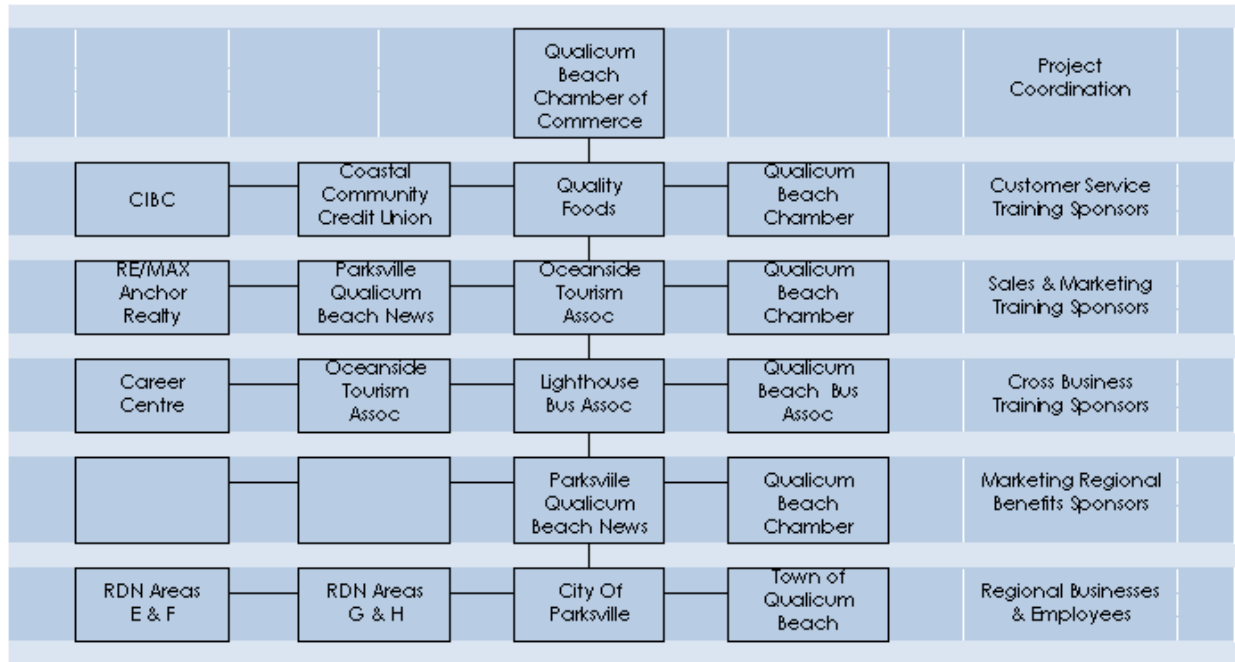 Qualicum
Beach
Chamber of
Commerce
Project
Coordination
CIBC
Coastal
Community
Credit Union
Quality
Foods
Qualicum
Beach
Chamber
Customer Service
Training Sponsors
RE/MAX
Anchor
Realty
Parksville
Qualicum
Beach News
Oceanside
Tourism
Assoc
Qualicum
Beach
Chamber
Sales & Marketing
Training Sponsors
Career
Centre
Oceanside
Tourism
Assoc
Lighthouse
Bus Assoc
Qualicum
Beach Bus
Assoc
Cross Business
Training Sponsors
Parksville
Qualicum
Beach News
Qualicum
Beach
Chamber
Marketing Regional
Benefits Sponsors
RDN Areas
E & F
RDN Areas
G & H
City Of
Parksville
Town of
Qualicum
Beach
Regional Businesses
& Employees